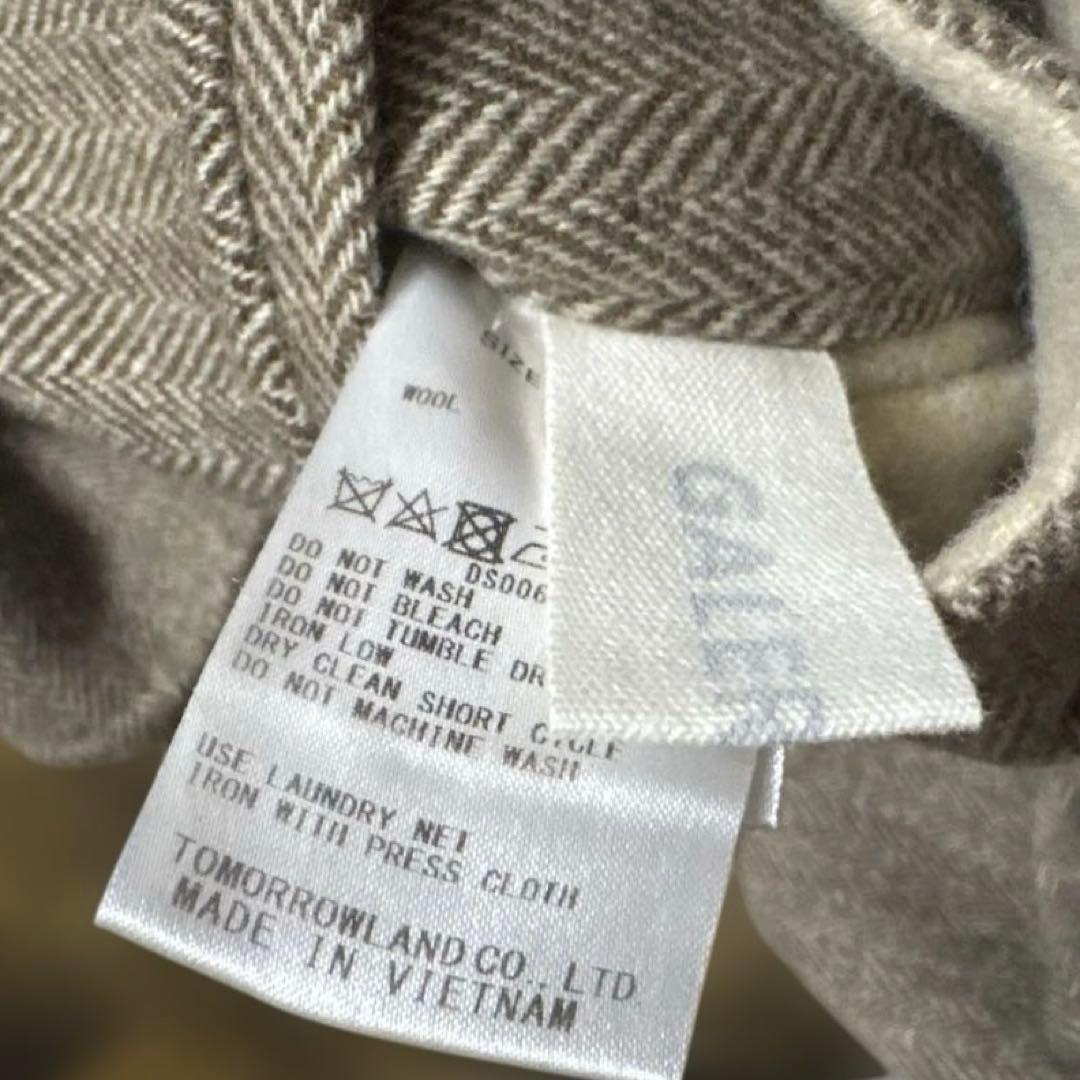 SIZE
WOOL
DS006
DO NOT WASH
DO NOT BLEACH
DO NOT TUMBLE DR
IRON LOW
DRY CLEAN SHORT CYCLE
DO NOT MACHINE WASH
USE LAUNDRY NET
IRON WITH PRESS CLOTH
TOMORROWLAND CO., LTD
MADE IN VIETNAM
GALER